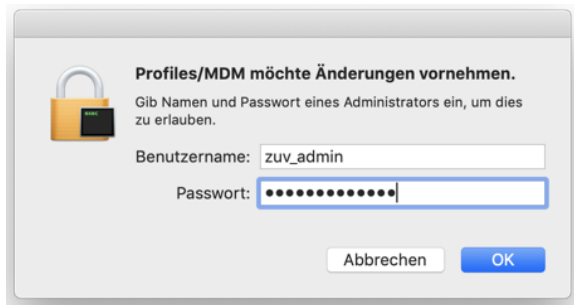 Profiles/MDM möchte Änderungen vornehmen.
Gib Namen und Passwort eines Administrators ein, um dies
zu erlauben.
Benutzername: zuv_admin
Passwort: •••••••••••••
Abbrechen OK